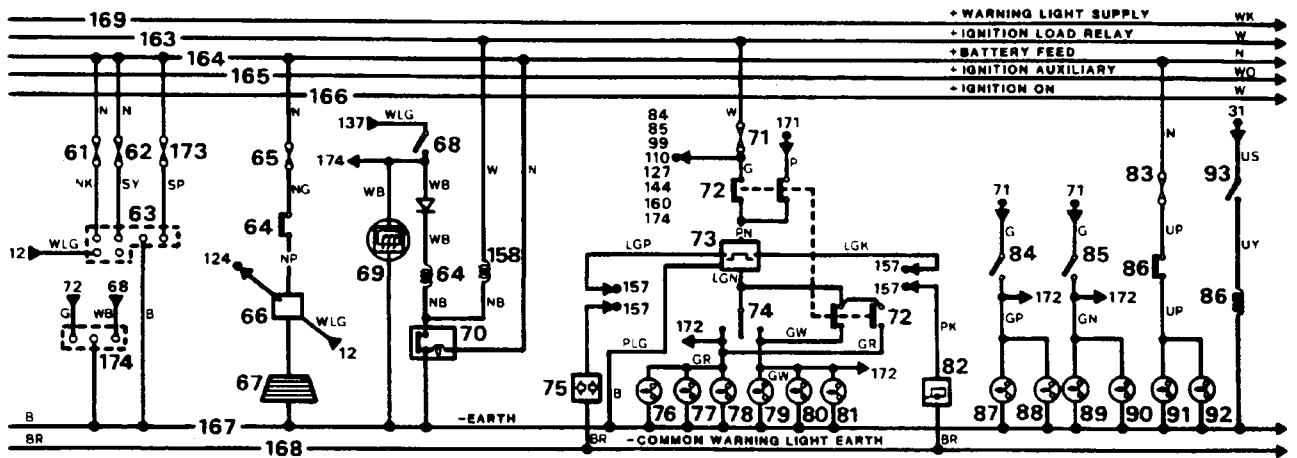 169 + WARNING LIGHT SUPPLY WK
163 + IGNITION LOAD RELAY W
164 + BATTERY FEED N
165 + IGNITION AUXILIARY WO
166 + IGNITION ON W
N N N W N W P N 31
61 62 173 65 137 WLG 68 174 84 85 99 110 127 144 160 174 71 171 83 93 US
NK SY SP NG WB WB G 72 71 71 G G
63 64 WB 84 85 UP UY
12 WLG 124 NP 69 64 158 LGP 73 PN LGK 157 157 86 86
72 68 G WB B 66 WLG 12 NB NB 157 157 LGN 74 72 172 172 GP GN UP
174 67 70 PLG 172 GR GW GW GR 172 PK
75 B 76 77 78 79 80 81 82 87 88 89 90 91 92
B 167 -EARTH
BR 168 BR -COMMON WARNING LIGHT EARTH BR